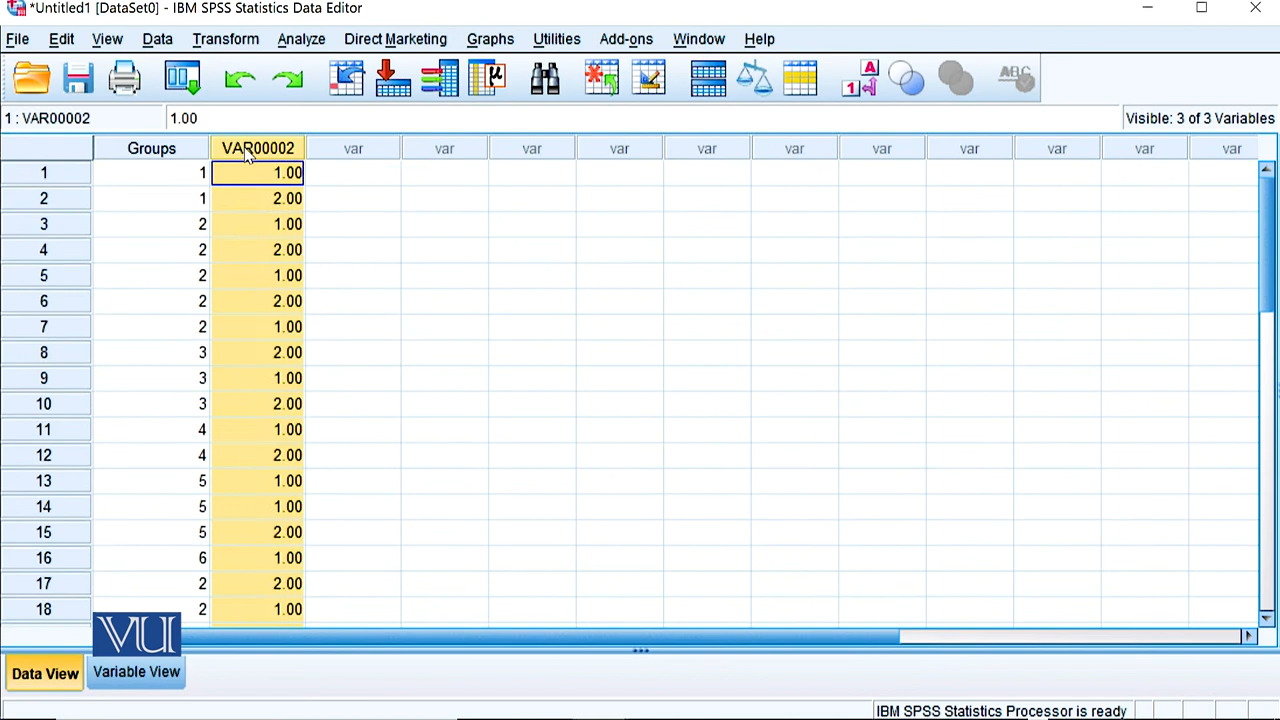 *Untitled1 [DataSet0] - IBM SPSS Statistics Data Editor
File Edit View Data Transform Analyze Direct Marketing Graphs Utilities Add-ons Window Help
1 : VAR00002 1.00 Visible: 3 of 3 Variables
Groups VAR00002 var var var var var var var var var var var
1 1 1.00
2 1 2.00
3 2 1.00
4 2 2.00
5 2 1.00
6 2 2.00
7 2 1.00
8 3 2.00
9 3 1.00
10 3 2.00
11 4 1.00
12 4 2.00
13 5 1.00
14 5 1.00
15 5 2.00
16 6 1.00
17 2 2.00
18 2 1.00
VU
Data View Variable View
IBM SPSS Statistics Processor is ready